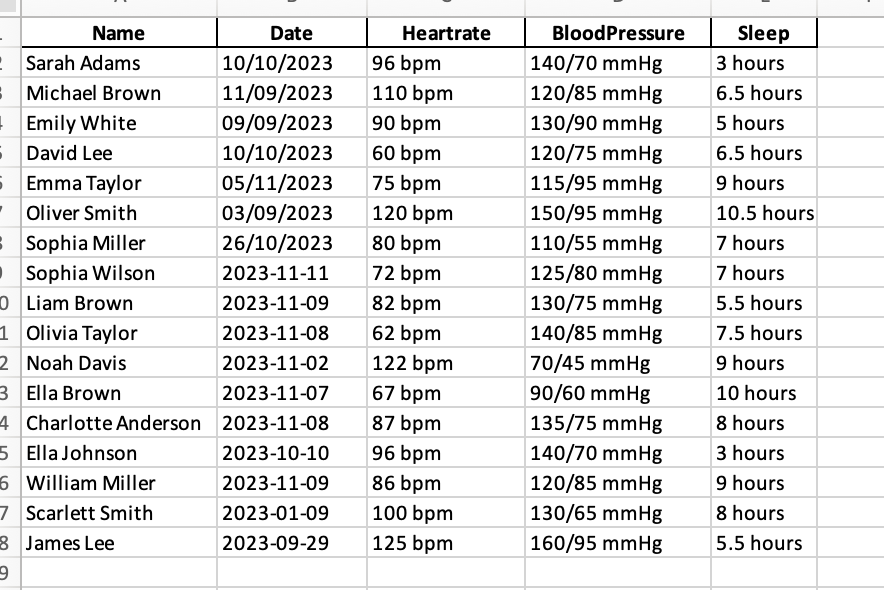 Name Date Heartrate BloodPressure Sleep
Sarah Adams 10/10/2023 96 bpm 140/70 mmHg 3 hours
Michael Brown 11/09/2023 110 bpm 120/85 mmHg 6.5 hours
Emily White 09/09/2023 90 bpm 130/90 mmHg 5 hours
David Lee 10/10/2023 60 bpm 120/75 mmHg 6.5 hours
Emma Taylor 05/11/2023 75 bpm 115/95 mmHg 9 hours
Oliver Smith 03/09/2023 120 bpm 150/95 mmHg 10.5 hours
Sophia Miller 26/10/2023 80 bpm 110/55 mmHg 7 hours
Sophia Wilson 2023-11-11 72 bpm 125/80 mmHg 7 hours
0 Liam Brown 2023-11-09 82 bpm 130/75 mmHg 5.5 hours
1 Olivia Taylor 2023-11-08 62 bpm 140/85 mmHg 7.5 hours
2 Noah Davis 2023-11-02 122 bpm 70/45 mmHg 9 hours
3 Ella Brown 2023-11-07 67 bpm 90/60 mmHg 10 hours
4 Charlotte Anderson 2023-11-08 87 bpm 135/75 mmHg 8 hours
5 Ella Johnson 2023-10-10 96 bpm 140/70 mmHg 3 hours
6 William Miller 2023-11-09 86 bpm 120/85 mmHg 9 hours
7 Scarlett Smith 2023-01-09 100 bpm 130/65 mmHg 8 hours
8 James Lee 2023-09-29 125 bpm 160/95 mmHg 5.5 hours
9